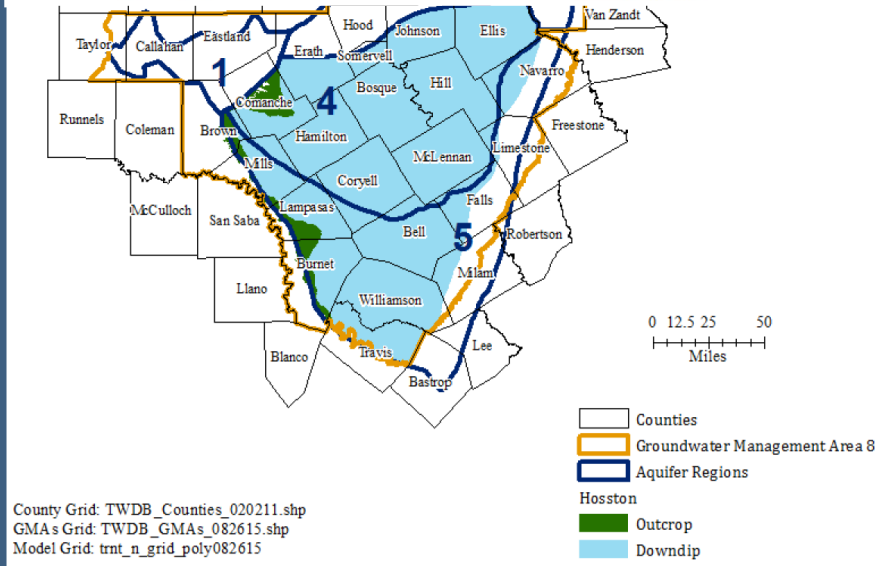 Van Zandt
Hood
Johnson
Ellis
Taylor
Callahan
Eastland
Erath
Somervell
Henderson
Navarro
1
Bosque
Hill
4
Comanche
Runnels
Coleman
Brown
Hamilton
Freestone
Limestone
McLennan
Mills
Coryell
McCulloch
San Saba
Lampasas
Falls
Bell
5
Robertson
Burnet
Milam
Llano
Williamson
0 12.5 25 50
Miles
Blanco
Travis
Lee
Bastrop
Counties
Groundwater Management Area 8
Aquifer Regions
Hosston
Outcrop
Downdip
County Grid: TWDB_Counties_020211.shp
GMAs Grid: TWDB_GMAs_082615.shp
Model Grid: trnt_n_grid_poly082615